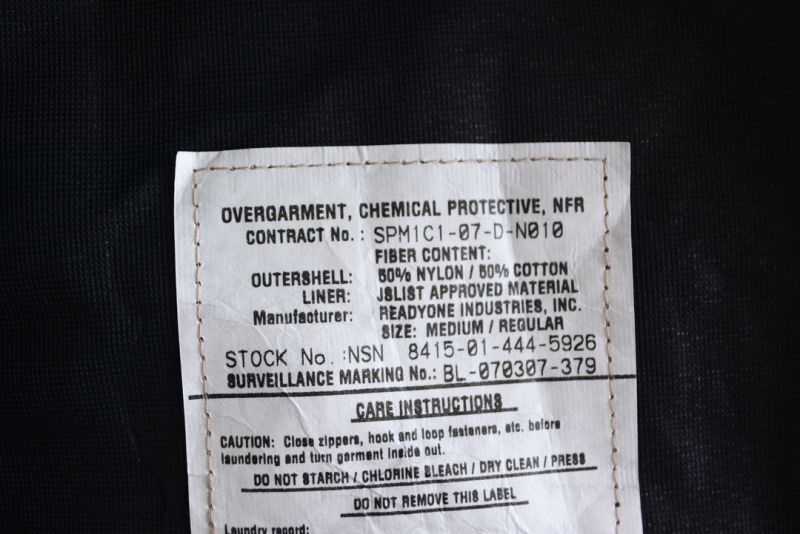 OVERGARMENT, CHEMICAL PROTECTIVE, NFR
CONTRACT No.: SPM1C1-07-D-N010
FIBER CONTENT:
OUTERSHELL: 50% NYLON / 50% COTTON
LINER: JSLIST APPROVED MATERIAL
Manufacturer: READYONE INDUSTRIES, INC.
SIZE: MEDIUM / REGULAR
STOCK No.:NSN 8415-01-444-5926
SURVEILLANCE MARKING No.: BL-070307-379
CARE INSTRUCTIONS
CAUTION: Close zippers, hook and loop fasteners, etc. before
laundering and turn garment inside out.
DO NOT STARCH / CHLORINE BLEACH / DRY CLEAN / PRESS
DO NOT REMOVE THIS LABEL
Laundry record: